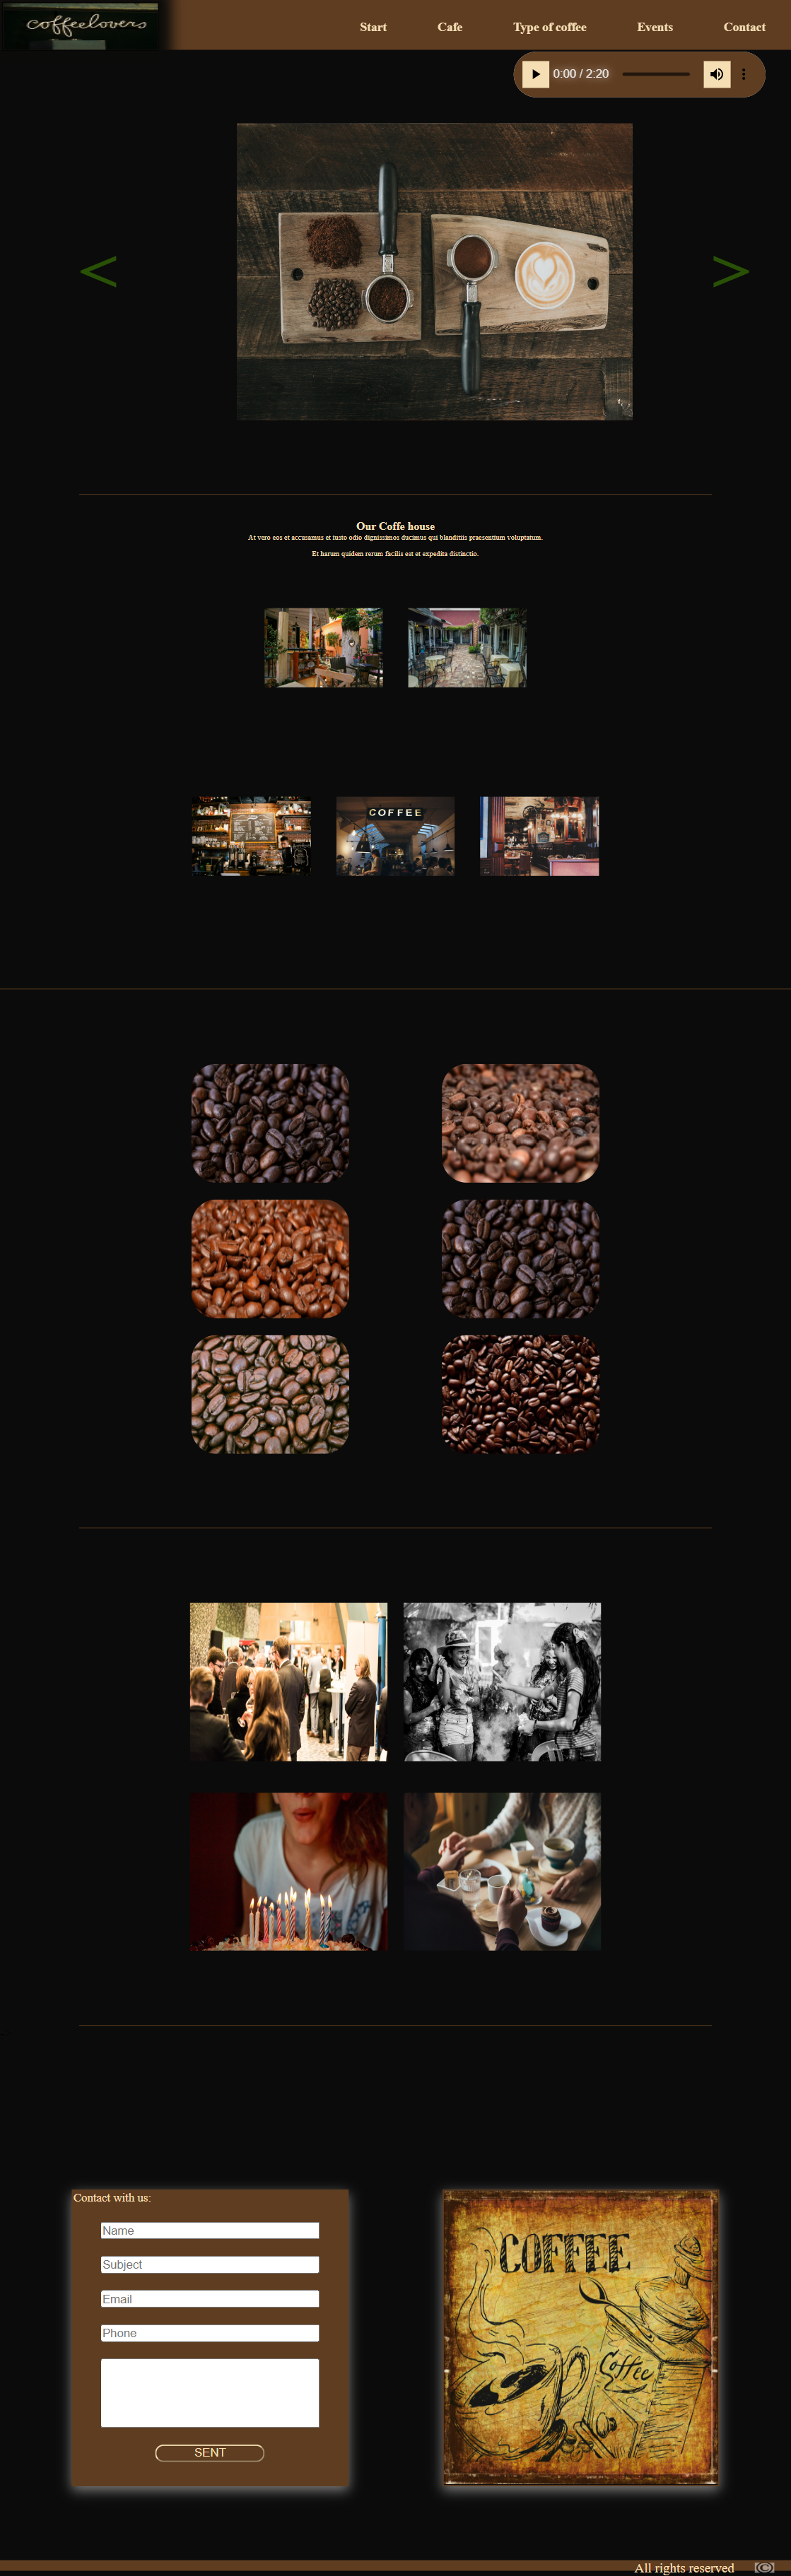 coffeelovers
Start Cafe Type of coffee Events Contact
0:00 / 2:20
<
>
Our Coffe house
At vero eos et accusamus et iusto odio dignissimos ducimus qui blanditiis praesentium voluptatum.
Et harum quidem rerum facilis est et expedita distinctio.
COFFEE
Contact with us:
Name
Subject
Email
Phone
SENT
COFFEE
Coffee
All rights reserved (C)